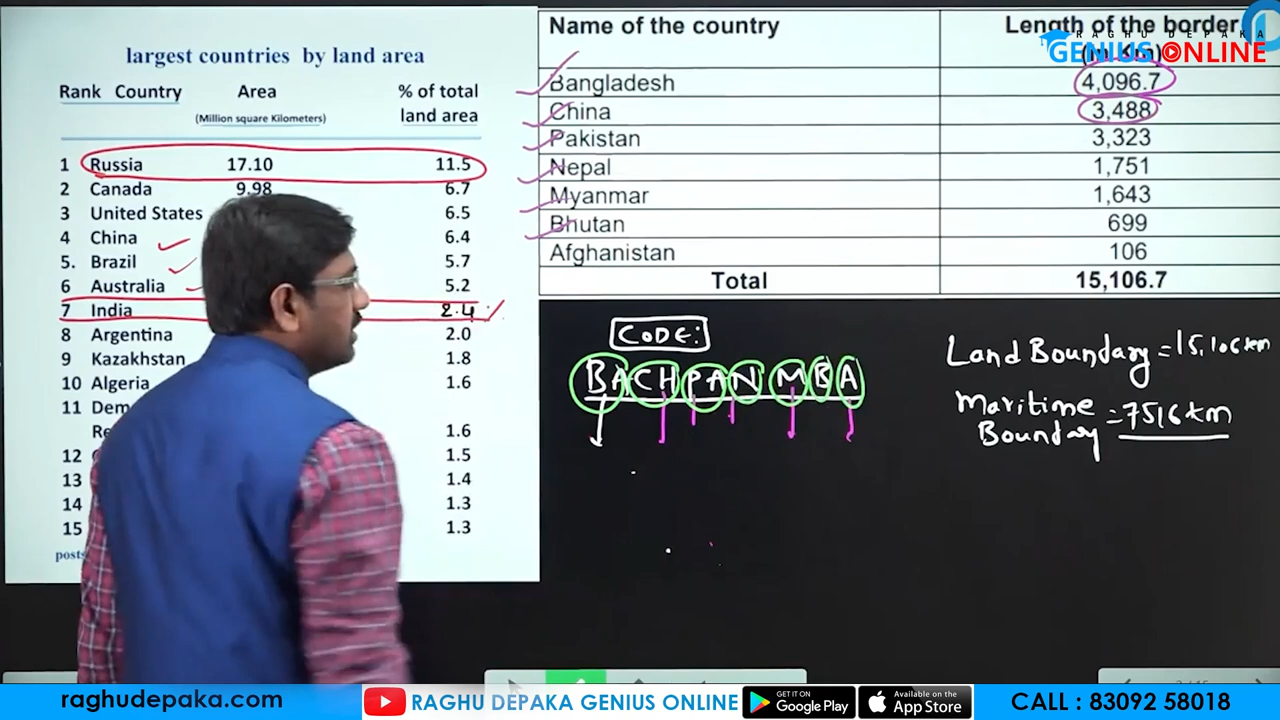 largest countries by land area
Rank Country Area % of total
(Million square Kilometers) land area
1 Russia 17.10 11.5
2 Canada 9.98 6.7
3 United States 6.5
4 China 6.4
5. Brazil 5.7
6 Australia 5.2
7 India 2.4
8 Argentina 2.0
9 Kazakhstan 1.8
10 Algeria 1.6
11 Dem
Re 1.6
12 1.5
13 1.4
14 1.3
15 1.3
posts
Name of the country Length of the border
(in km)
Bangladesh 4,096.7
China 3,488
Pakistan 3,323
Nepal 1,751
Myanmar 1,643
Bhutan 699
Afghanistan 106
Total 15,106.7
RAGHU DEPAKA
GENIUS ONLINE
CODE:
BACHPAN MBA
Land Boundary = 15,106 km
Maritime
Boundary = 7516 km
raghudepaka.com
RAGHU DEPAKA GENIUS ONLINE
GET IT ON
Google Play
Available on the
App Store
CALL : 83092 58018